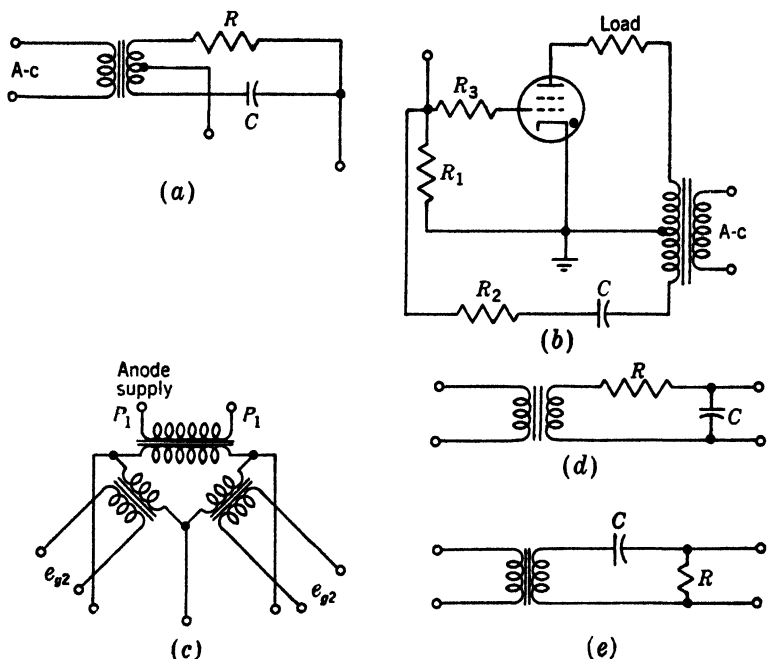 R
A-c
C
(a)
Load
R3
R1
A-c
R2
C
(b)
Anode
supply
P1
P1
eg2
eg2
(c)
R
C
(d)
C
R
(e)